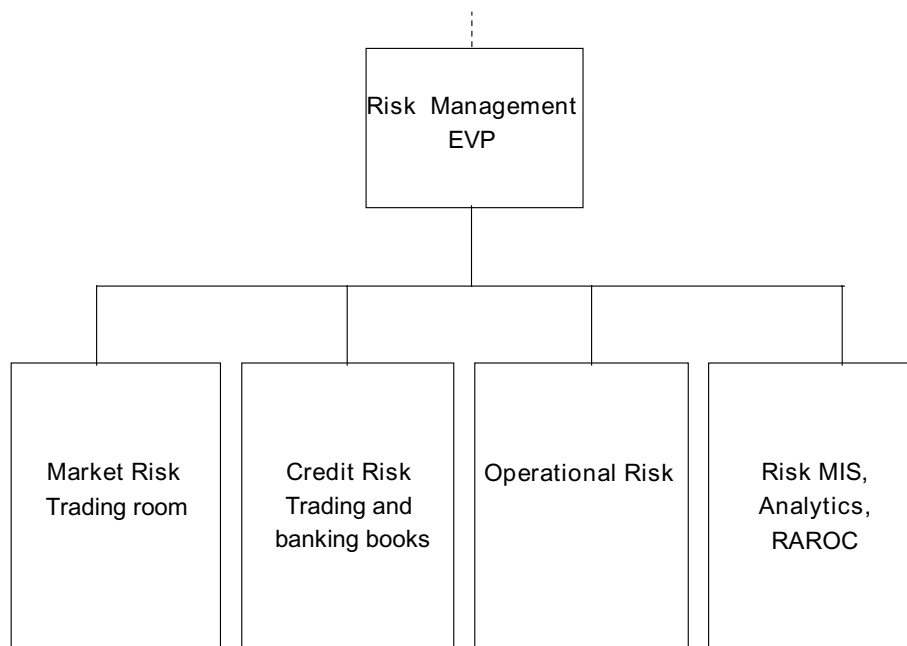 Risk Management
EVP
Market Risk
Trading room
Credit Risk
Trading and
banking books
Operational Risk
Risk MIS,
Analytics,
RAROC